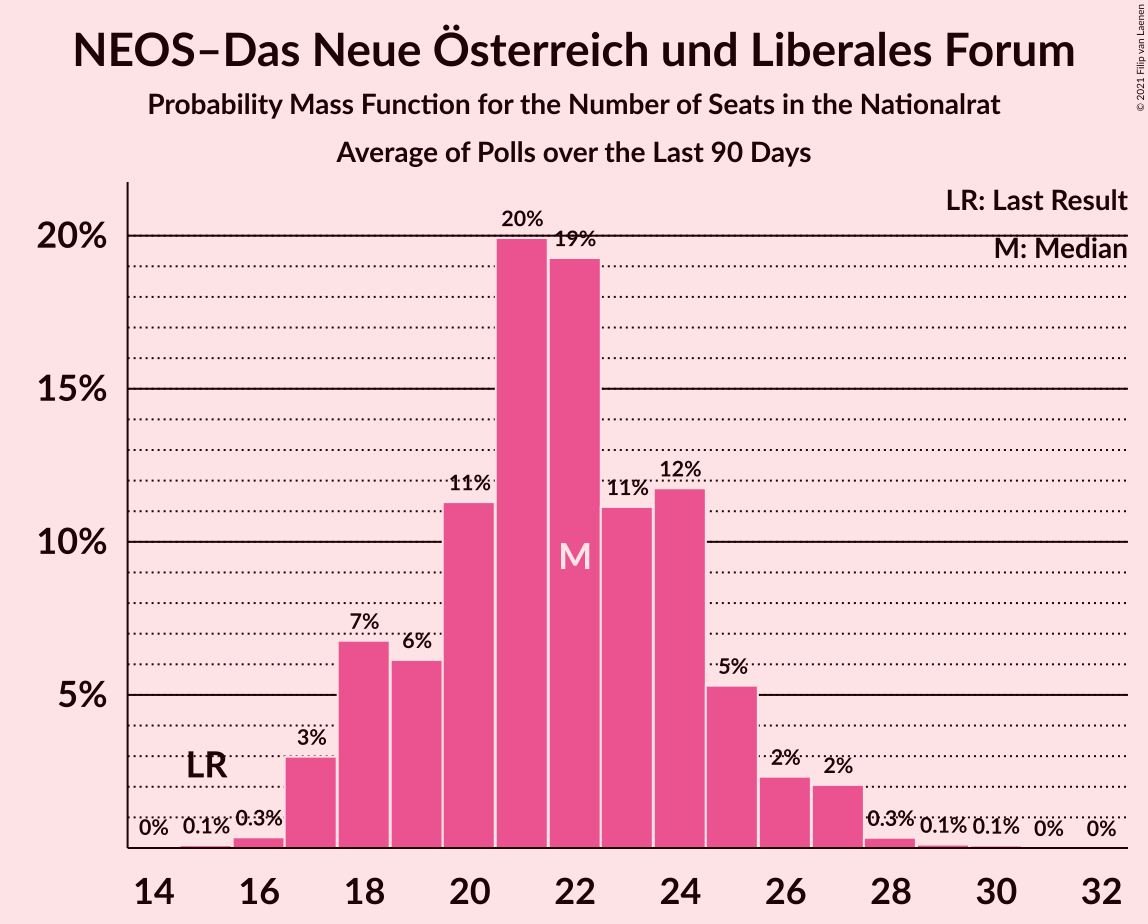 NEOS–Das Neue Österreich und Liberales Forum
Probability Mass Function for the Number of Seats in the Nationalrat
Average of Polls over the Last 90 Days
© 2021 Filip van Laenen
LR: Last Result
M: Median
20%
15%
10%
5%
0%
0.1%
0.3%
3%
7%
6%
11%
20%
19%
11%
12%
5%
2%
2%
0.3%
0.1%
0.1%
0%
0%
LR
M
14 16 18 20 22 24 26 28 30 32